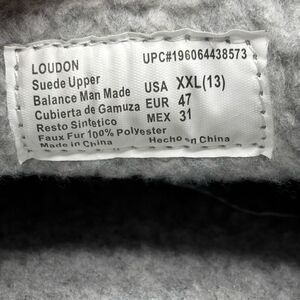 LOUDON UPC#196064438573
Suede Upper
Balance Man Made USA XXL(13)
Cubierta de Gamuza EUR 47
Resto Sintetico MEX 31
Faux Fur 100% Polyester
Made in China Hecho en China